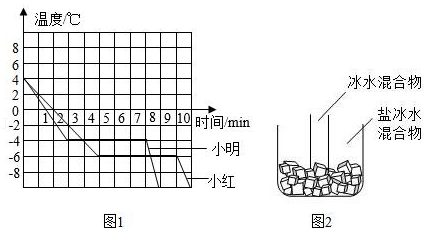 温度/℃
8
6
4
2
0
1 2 3 4 5 6 7 8 9 10
-2
时间/min
-4
小明
-6
-8
小红
图1
冰水混合物
盐冰水
混合物
图2